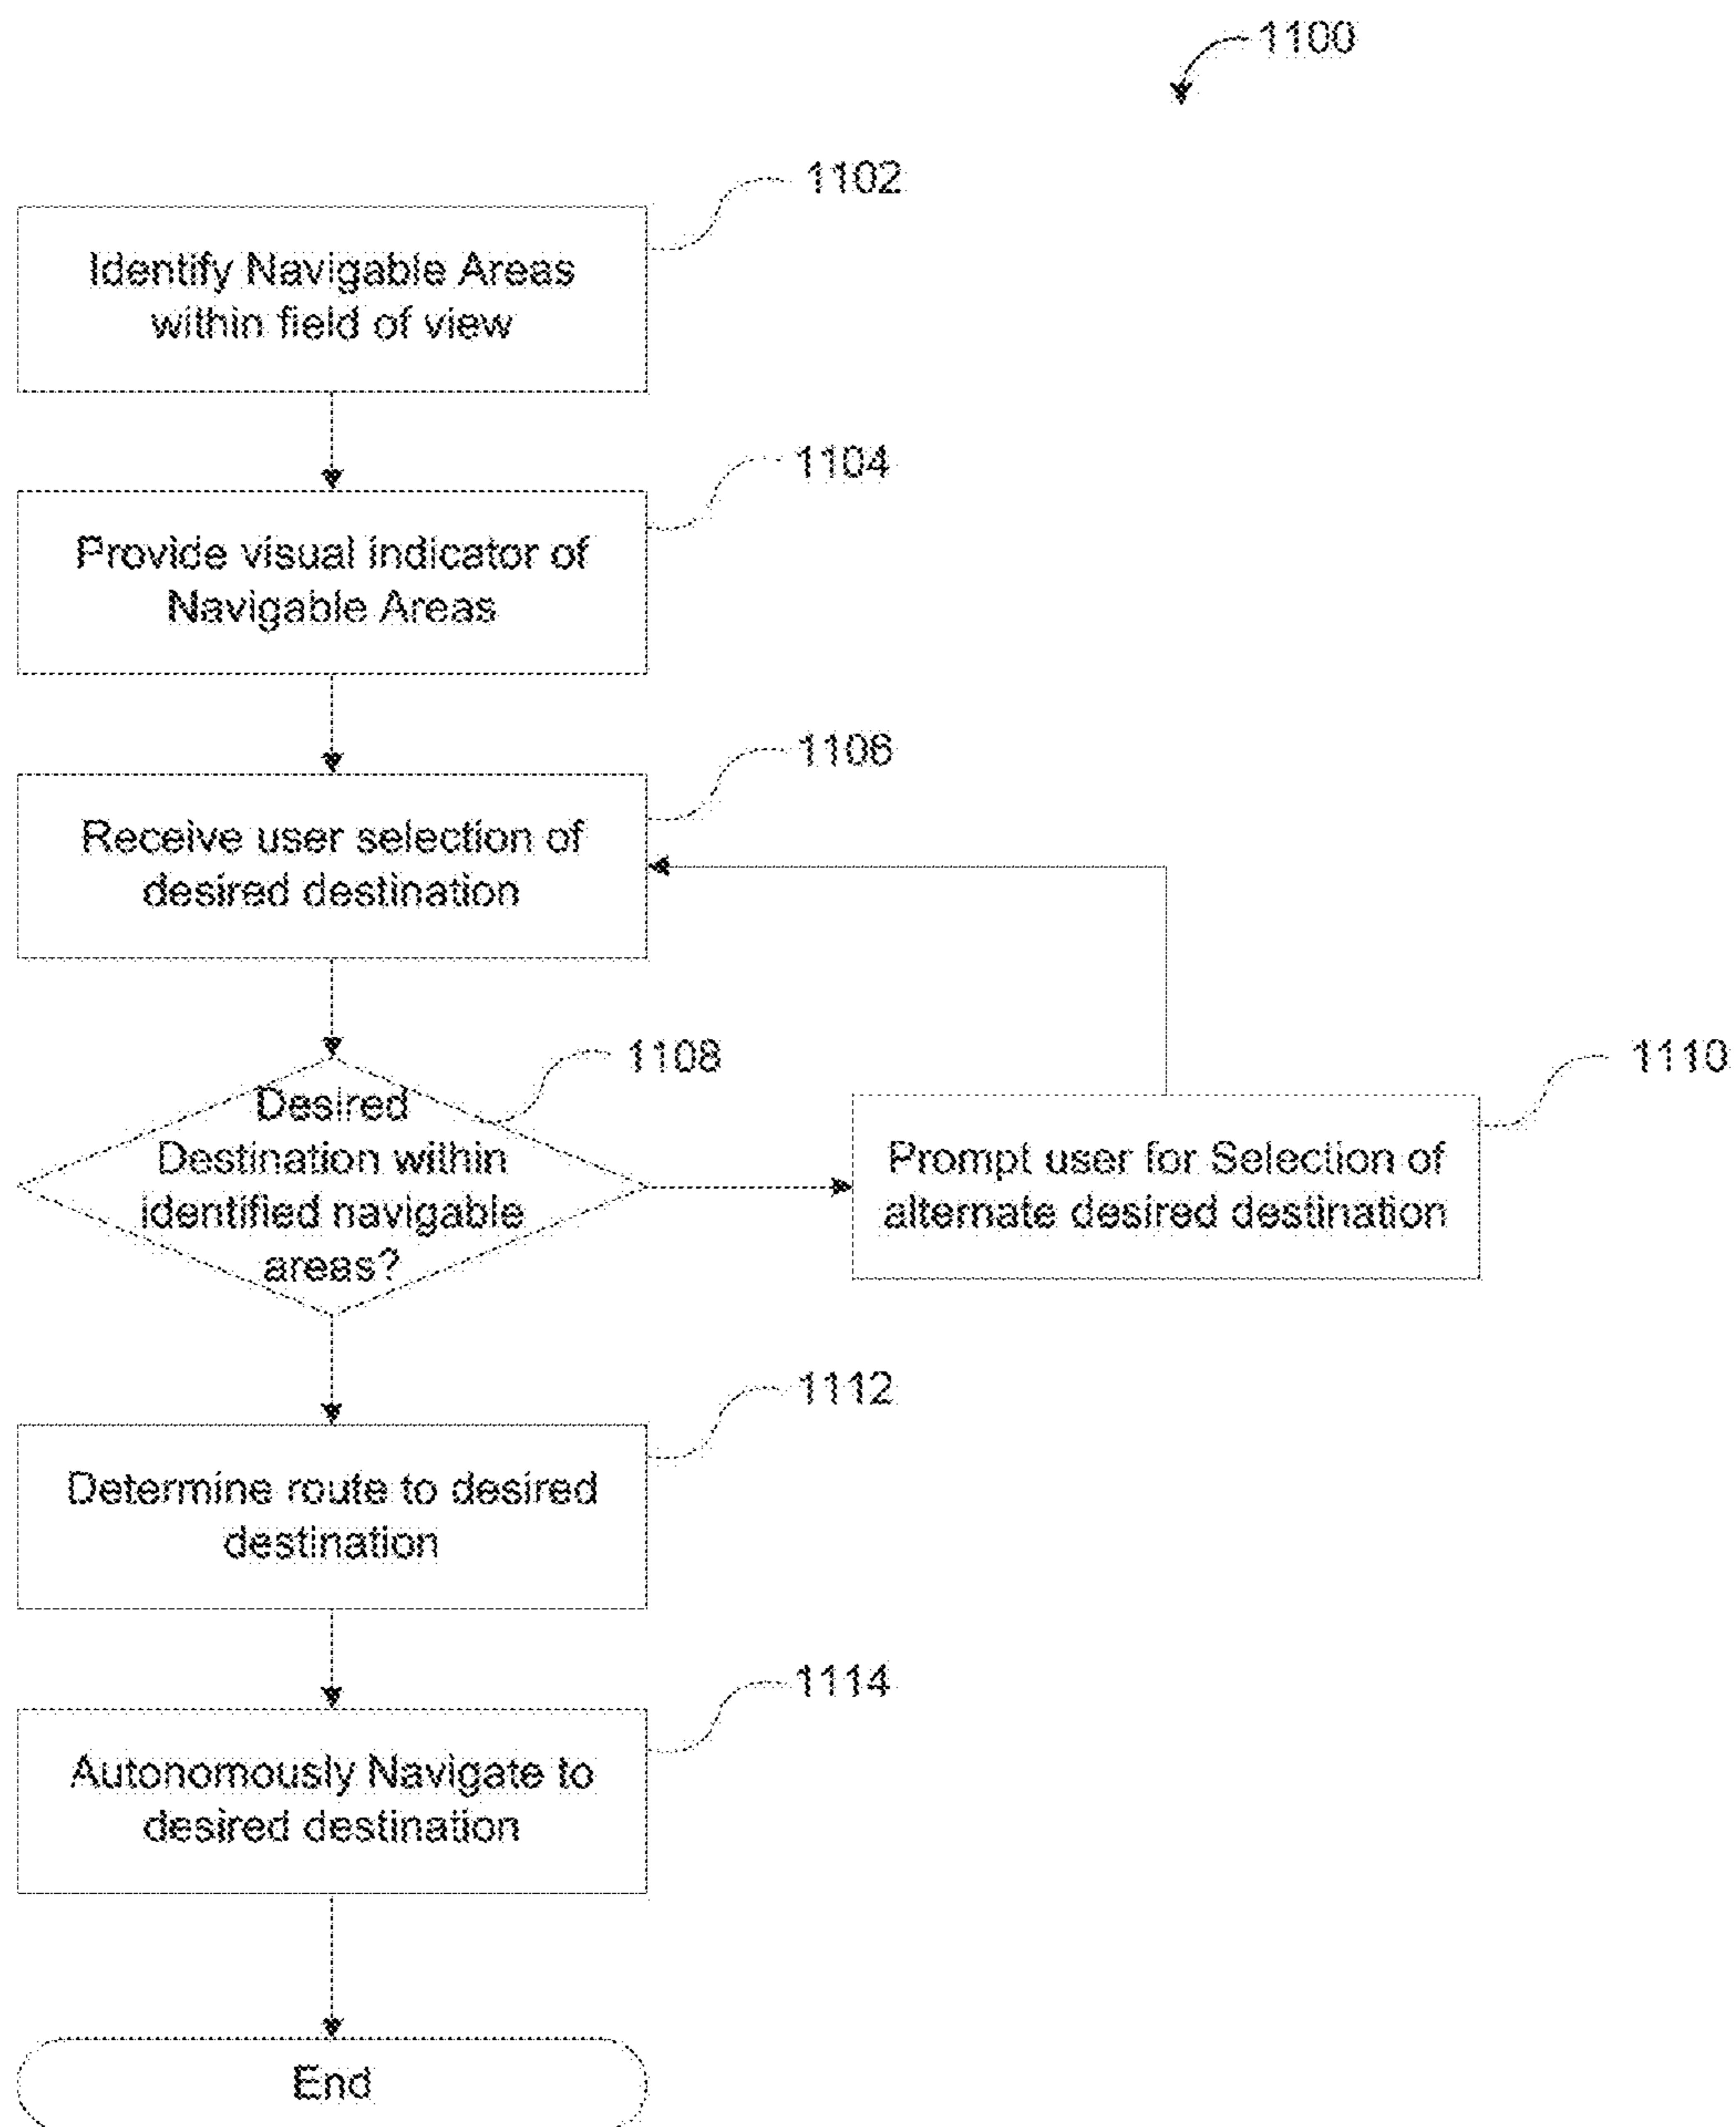 1100
1102
Identify Navigable Areas
within field of view
1104
Provide visual indicator of
Navigable Areas
1106
Receive user selection of
desired destination
1108
Desired
Destination within
identified navigable
areas?
1110
Prompt user for Selection of
alternate desired destination
1112
Determine route to desired
destination
1114
Autonomously Navigate to
desired destination
End